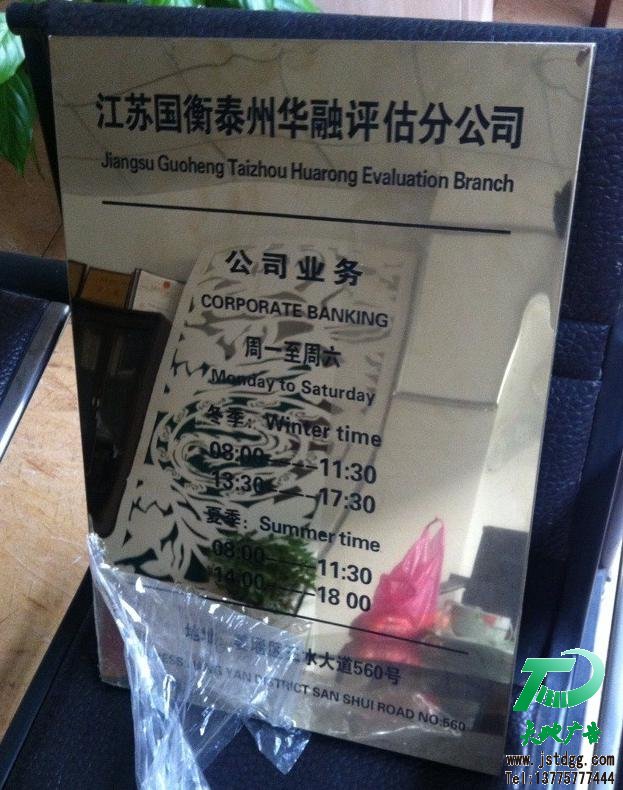 江苏国衡泰州华融评估分公司
Jiangsu Guoheng Taizhou Huarong Evaluation Branch
公司业务
CORPORATE BANKING
周一至周六
Monday to Saturday
冬季：Winter time
08:00——11:30
13:30——17:30
夏季：Summer time
08:00——11:30
14:00——18 00
水大道560号
YAN DISTRICT SAN SHUI ROAD NO:560
广告
www.jstdgg.com
Tel:13775777444